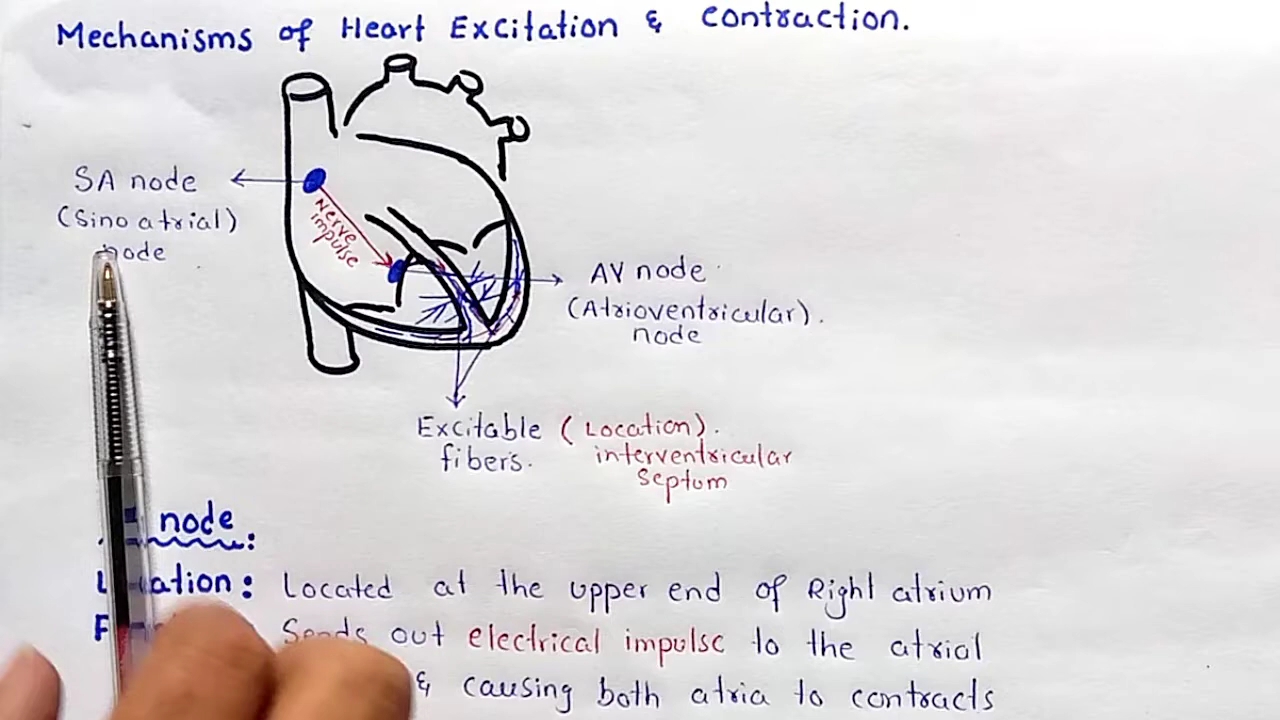 Mechanisms of Heart Excitation & contraction.
SA node
(Sino atrial)
node
Nerve
impulse
AV node
(Atrioventricular).
node
Excitable (Location).
fibers. interventricular
septum
node:
Located at the upper end of Right atrium
out electrical impulse to the atrial
& causing both atria to contracts